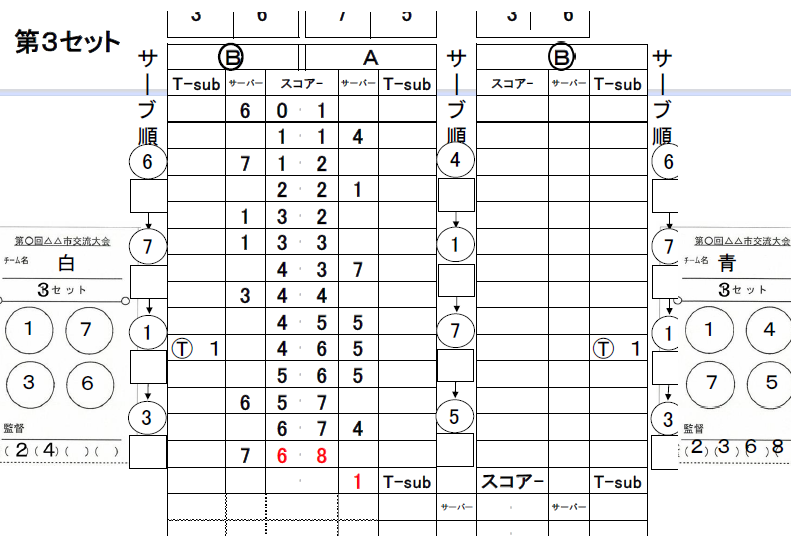 3 6 7 5 3 6
第3セット
サーブ順 サーブ順 サーブ順
B A B
T-sub サーバー スコアー サーバー T-sub スコアー サーバー T-sub
6 0 1
1 1 4
7 1 2
2 2 1
1 3 2
1 3 3
4 3 7
3 4 4
4 5 5
T 1 4 6 5 T 1
5 6 5
6 5 7
6 7 4
7 6 8
1 T-sub スコアー T-sub
サーバー サーバー
6
7
1
3
4
1
7
5
6
7
1
3
第〇回△△市交流大会
チーム名 白
3セット
1 7
3 6
監督
(2)(4)( )( )
第〇回△△市交流大会
チーム名 青
3セット
1 4
7 5
監督
(2)(3)(6)(8